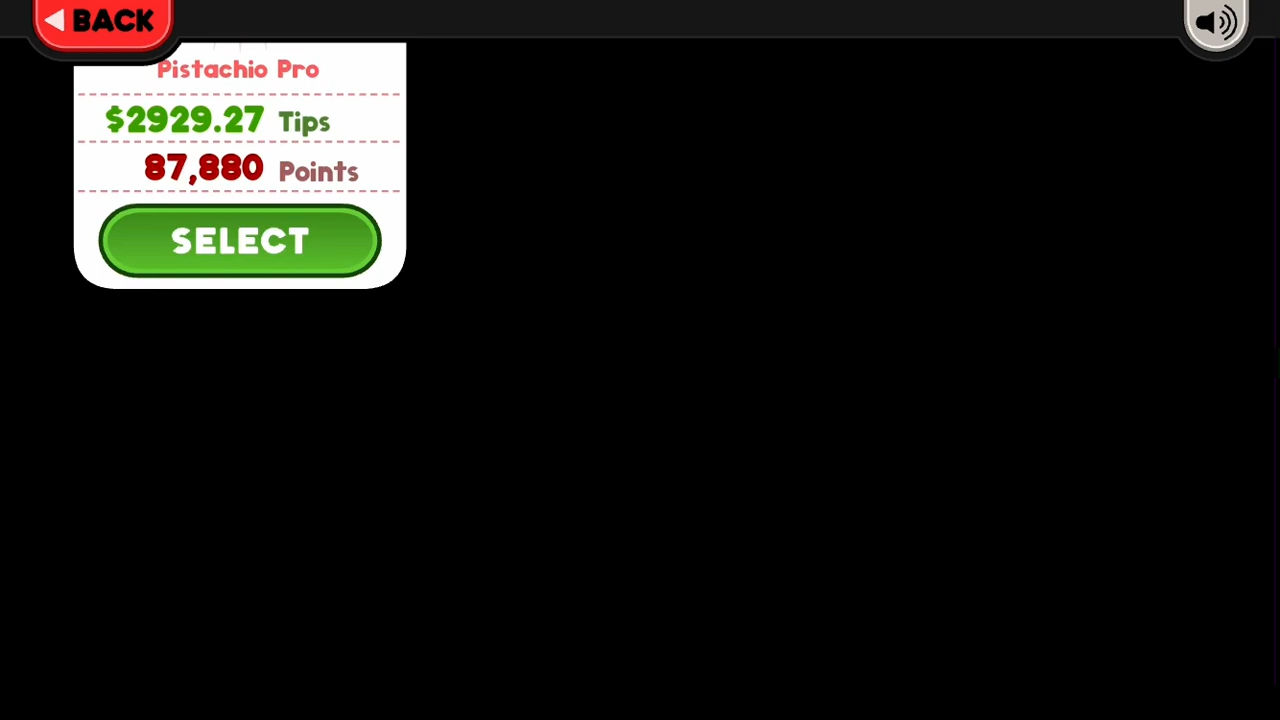 BACK
Pistachio Pro
$2929.27 Tips
87,880 Points
SELECT